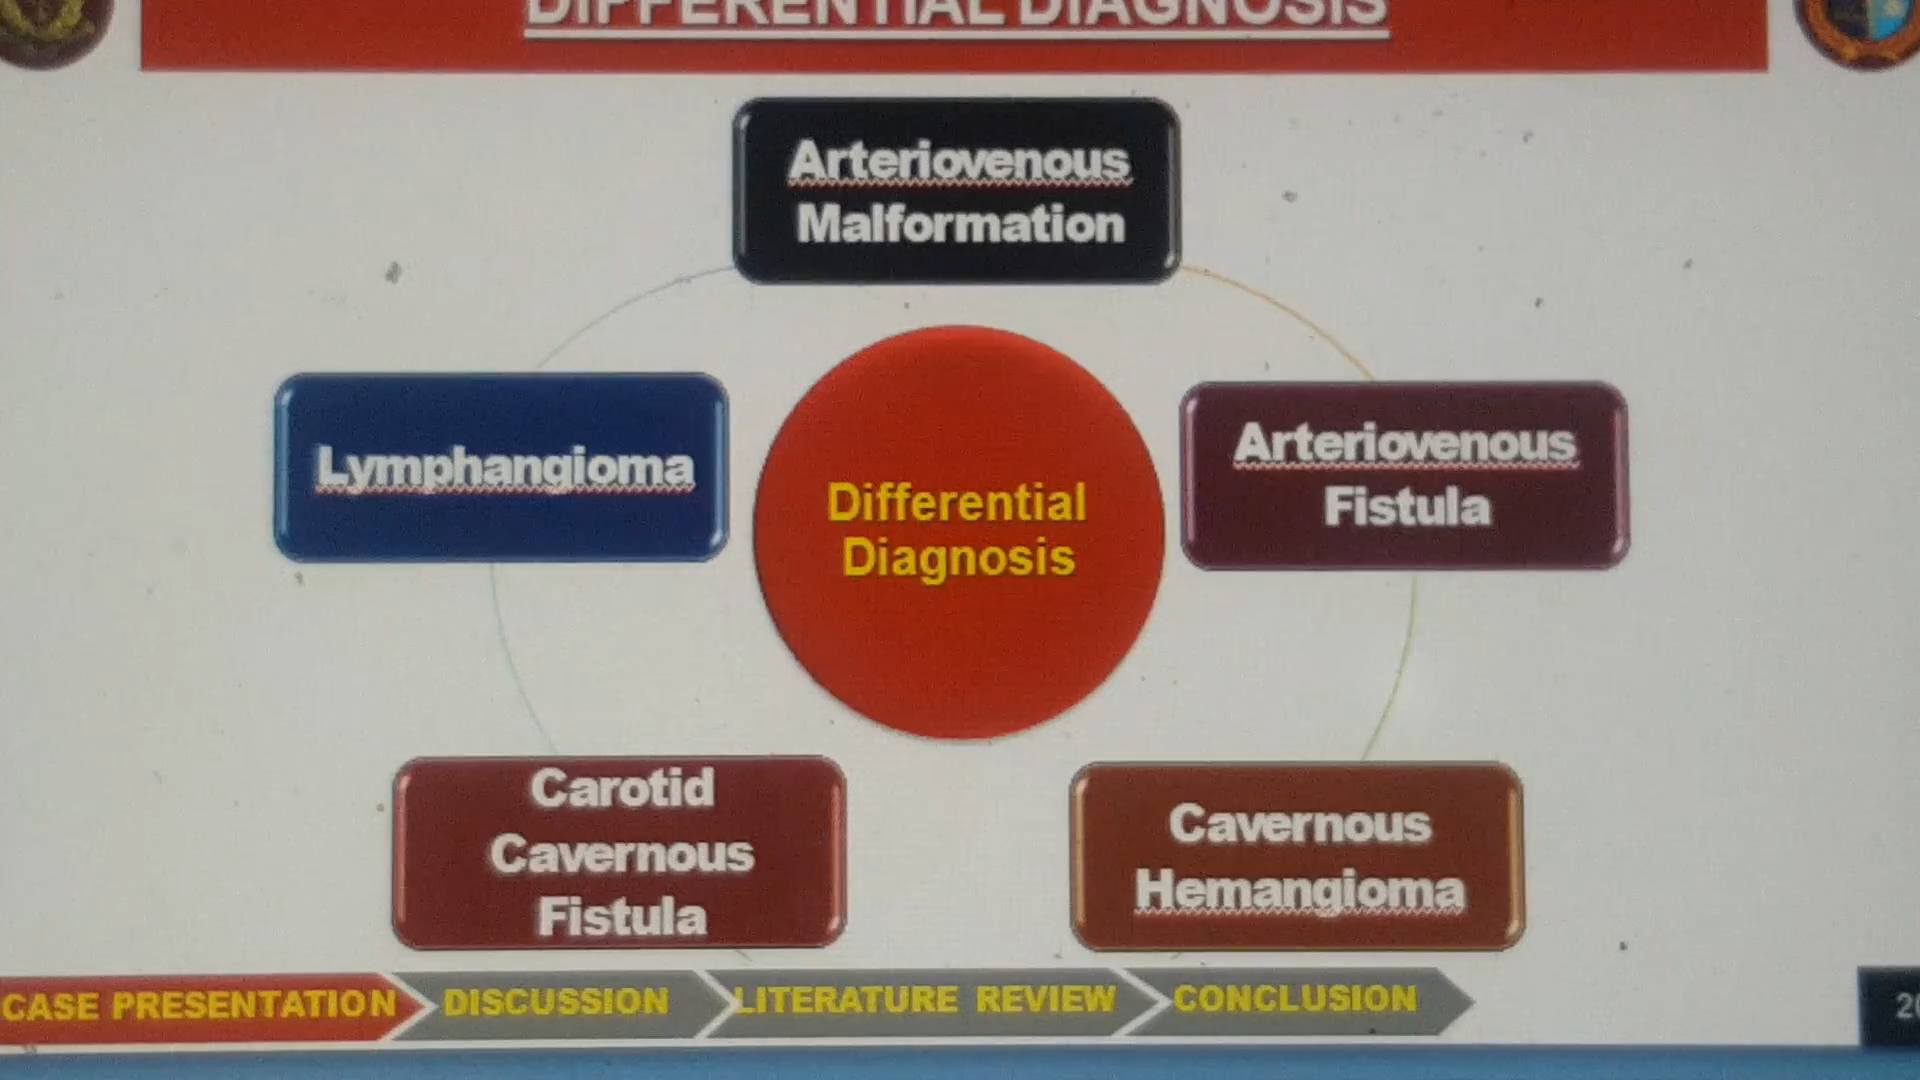 DIFFERENTIAL DIAGNOSIS
Arteriovenous
Malformation
Lymphangioma
Arteriovenous
Fistula
Differential
Diagnosis
Carotid
Cavernous
Fistula
Cavernous
Hemangioma
CASE PRESENTATION
DISCUSSION
LITERATURE REVIEW
CONCLUSION